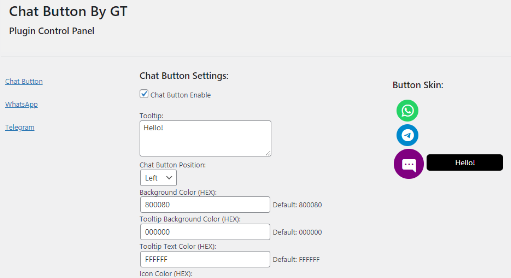 Chat Button By GT
Plugin Control Panel
Chat Button
WhatsApp
Telegram
Chat Button Settings:
Chat Button Enable
Tooltip:
Hello!
Chat Button Position:
Left
Background Color (HEX):
800080 Default: 800080
Tooltip Background Color (HEX):
000000 Default: 000000
Tooltip Text Color (HEX):
FFFFFF Default: FFFFFF
Icon Color (HEX):
Button Skin:
Hello!